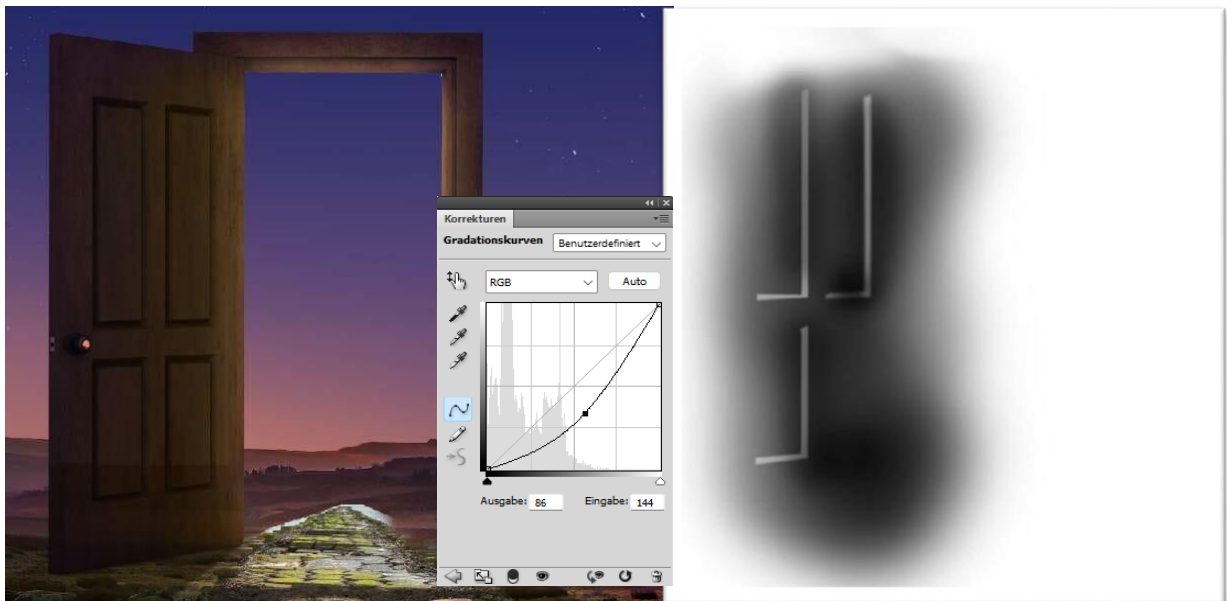 Korrekturen
Gradationskurven Benutzerdefiniert
RGB Auto
Ausgabe: 86 Eingabe: 144